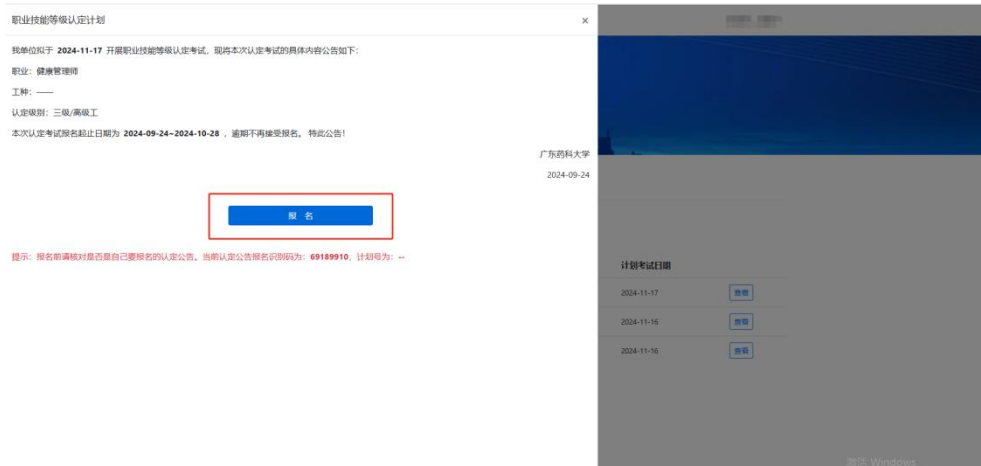 职业技能等级认定计划
×
我单位拟于 2024-11-17 开展职业技能等级认定考试，现将本次认定考试的具体内容公告如下：
职业：健康管理师
工种：——
认定级别：三级/高级工
本次认定考试报名起止日期为 2024-09-24~2024-10-28 ，逾期不再接受报名。 特此公告！
广东药科大学
2024-09-24
报 名
提示：报名前请核对是否是自己要报名的认定公告。当前认定公告报名识别码为：69189910，计划号为：--
计划考试日期
2024-11-17 查看
2024-11-16 查看
2024-11-16 查看
激活 Windows